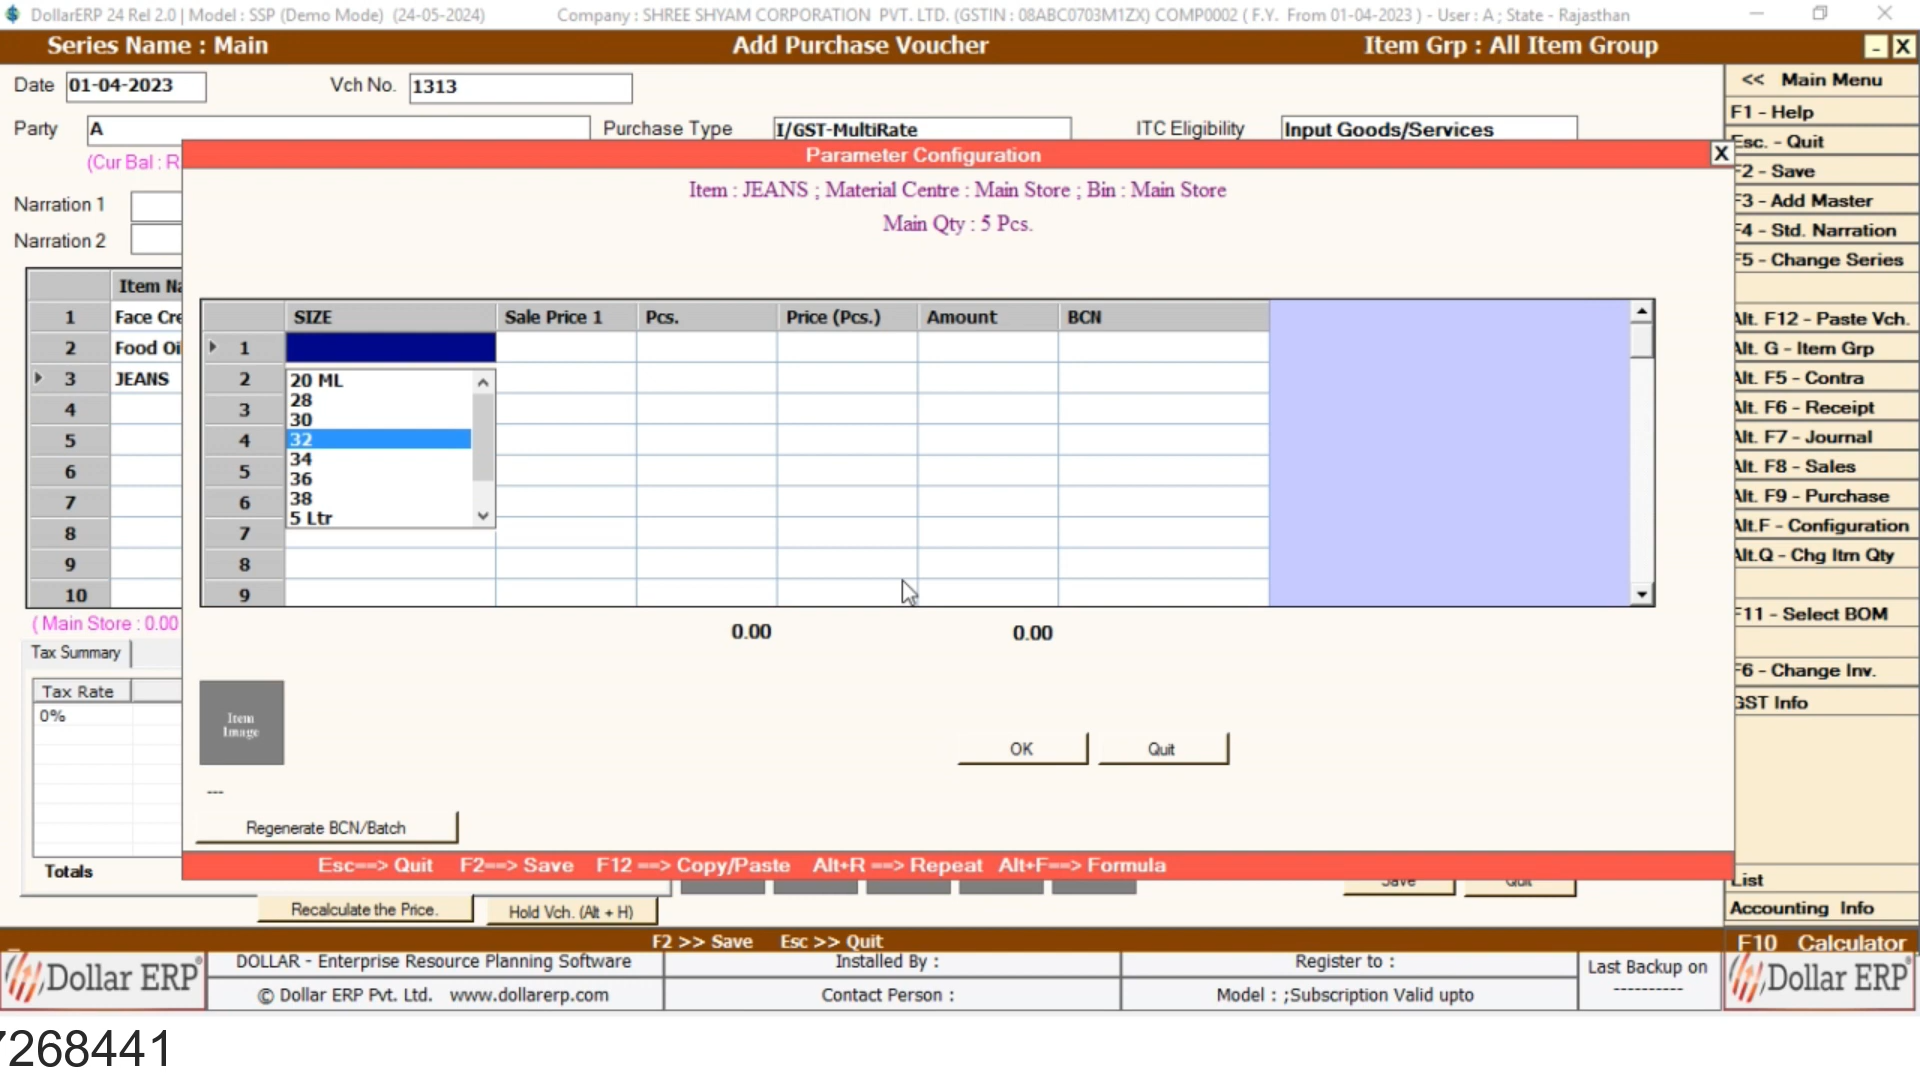 DollarERP 24 Rel 2.0 | Model : SSP (Demo Mode)  (24-05-2024)  Company : SHREE SHYAM CORPORATION  PVT. LTD. (GSTIN : 08ABC0703M1ZX) COMP0002 ( F.Y.  From 01-04-2023 ) - User : A ; State - Rajasthan
Series Name : Main  Add Purchase Voucher  Item Grp : All Item Group  - X
Date 01-04-2023  Vch No. 1313
Party A  Purchase Type I/GST-MultiRate  ITC Eligibility Input Goods/Services
(Cur Bal : R
Parameter Configuration X
Item : JEANS ; Material Centre : Main Store ; Bin : Main Store
Main Qty : 5 Pcs.
Narration 1
Narration 2
Item Na
1 Face Cre
2 Food Oi
3 JEANS
4
5
6
7
8
9
10
SIZE  Sale Price 1  Pcs.  Price (Pcs.)  Amount  BCN
1
2
3
4
5
6
7
8
9
20 ML
28
30
32
34
36
38
5 Ltr
0.00  0.00
( Main Store : 0.00
Tax Summary
Tax Rate
0%
Totals
Item
Image
OK  Quit
---
Regenerate BCN/Batch
Esc==> Quit  F2==> Save  F12 ==> Copy/Paste  Alt+R ==> Repeat  Alt+F==> Formula
Save  Quit
Recalculate the Price.  Hold Vch. (Alt + H)
<<  Main Menu
F1 - Help
Esc. - Quit
F2 - Save
F3 - Add Master
F4 - Std. Narration
F5 - Change Series
Alt. F12 - Paste Vch.
Alt. G - Item Grp
Alt. F5 - Contra
Alt. F6 - Receipt
Alt. F7 - Journal
Alt. F8 - Sales
Alt. F9 - Purchase
Alt.F - Configuration
Alt.Q - Chg Itm Qty
F11 - Select BOM
F6 - Change Inv.
GST Info
List
Accounting  Info
F10  Calculator
F2 >> Save  Esc >> Quit
Dollar ERP
DOLLAR - Enterprise Resource Planning Software  Installed By :  Register to :  Last Backup on
© Dollar ERP Pvt. Ltd.  www.dollarerp.com  Contact Person :  Model : ;Subscription Valid upto  ----------
Dollar ERP
7268441